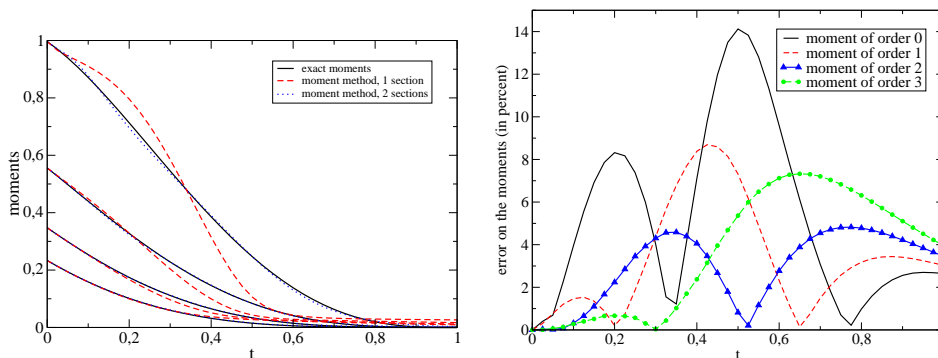 1
0,8
0,6
0,4
0,2
0
moments
0 0,2 0,4 0,6 0,8 1
t
exact moments
moment method, 1 section
moment method, 2 sections
14
12
10
8
6
4
2
0
error on the moments (in percent)
0 0,2 0,4 0,6 0,8
t
moment of order 0
moment of order 1
moment of order 2
moment of order 3